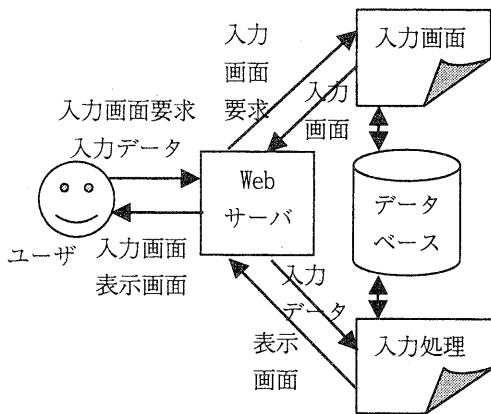 入力
画面
要求
入力画面
入力
画面
入力画面要求
入力データ
Web
サーバ
データ
ベース
ユーザ
入力画面
表示画面
入力
データ
表示
画面
入力処理